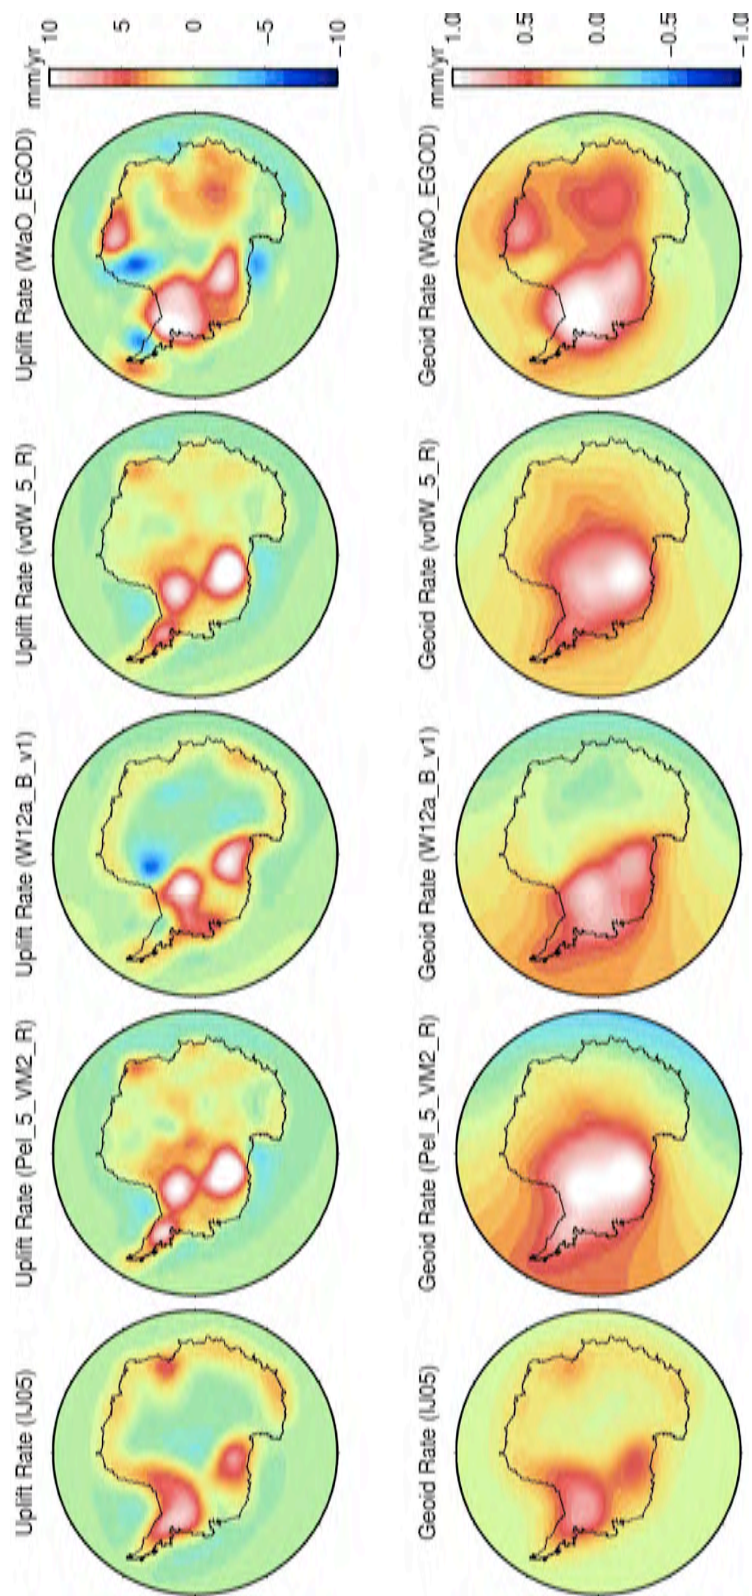 Uplift Rate (IJ05)
Uplift Rate (Pel_5_VM2_R)
Uplift Rate (W12a_B_v1)
Uplift Rate (vdW_5_R)
Uplift Rate (WaO_EGOD)
mm/yr
10
5
0
-5
-10
Geoid Rate (IJ05)
Geoid Rate (Pel_5_VM2_R)
Geoid Rate (W12a_B_v1)
Geoid Rate (vdW_5_R)
Geoid Rate (WaO_EGOD)
mm/yr
1.0
0.5
0.0
-0.5
-1.0